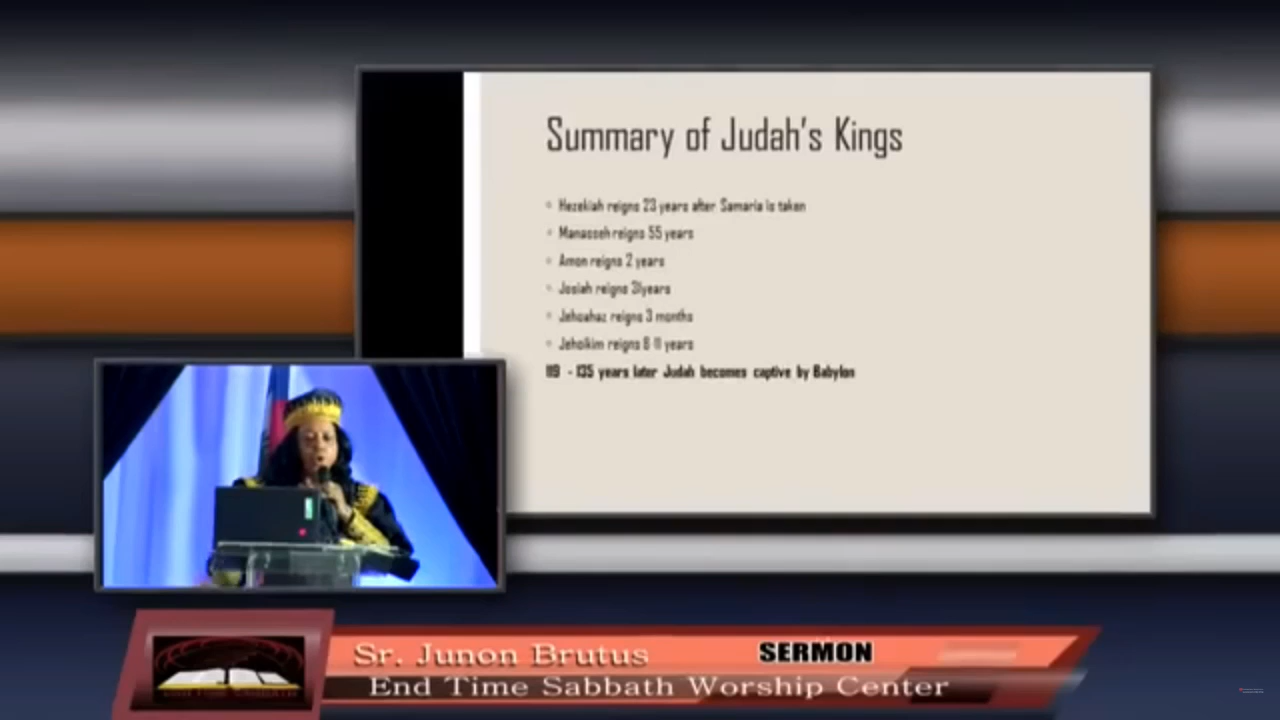 Summary of Judah's Kings
Hezekiah reigns 23 years after Samaria is taken
Manasseh reigns 55 years
Amon reigns 2 years
Josiah reigns 31years
Jehoahaz reigns 3 months
Jehoikim reigns 8 11 years
119 - 135 years later Judah becomes captive by Babylon
Sr. Junon Brutus SERMON
End Time Sabbath Worship Center